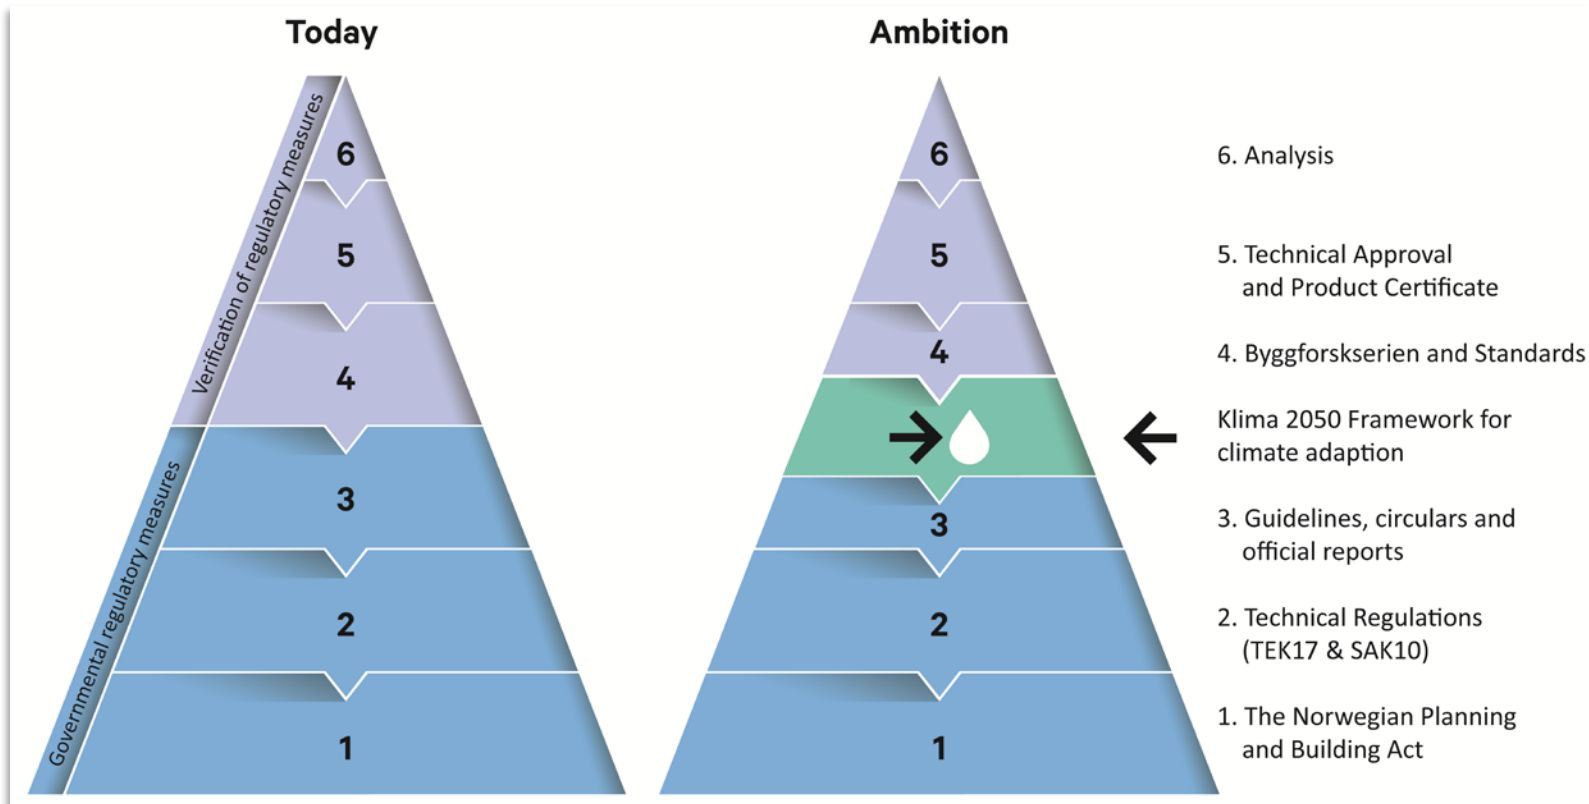 Today
Verification of regulatory measures
Governmental regulatory measures
6
5
4
3
2
1
Ambition
6
5
4
3
2
1
6. Analysis
5. Technical Approval
and Product Certificate
4. Byggforskserien and Standards
Klima 2050 Framework for
climate adaption
3. Guidelines, circulars and
official reports
2. Technical Regulations
(TEK17 & SAK10)
1. The Norwegian Planning
and Building Act